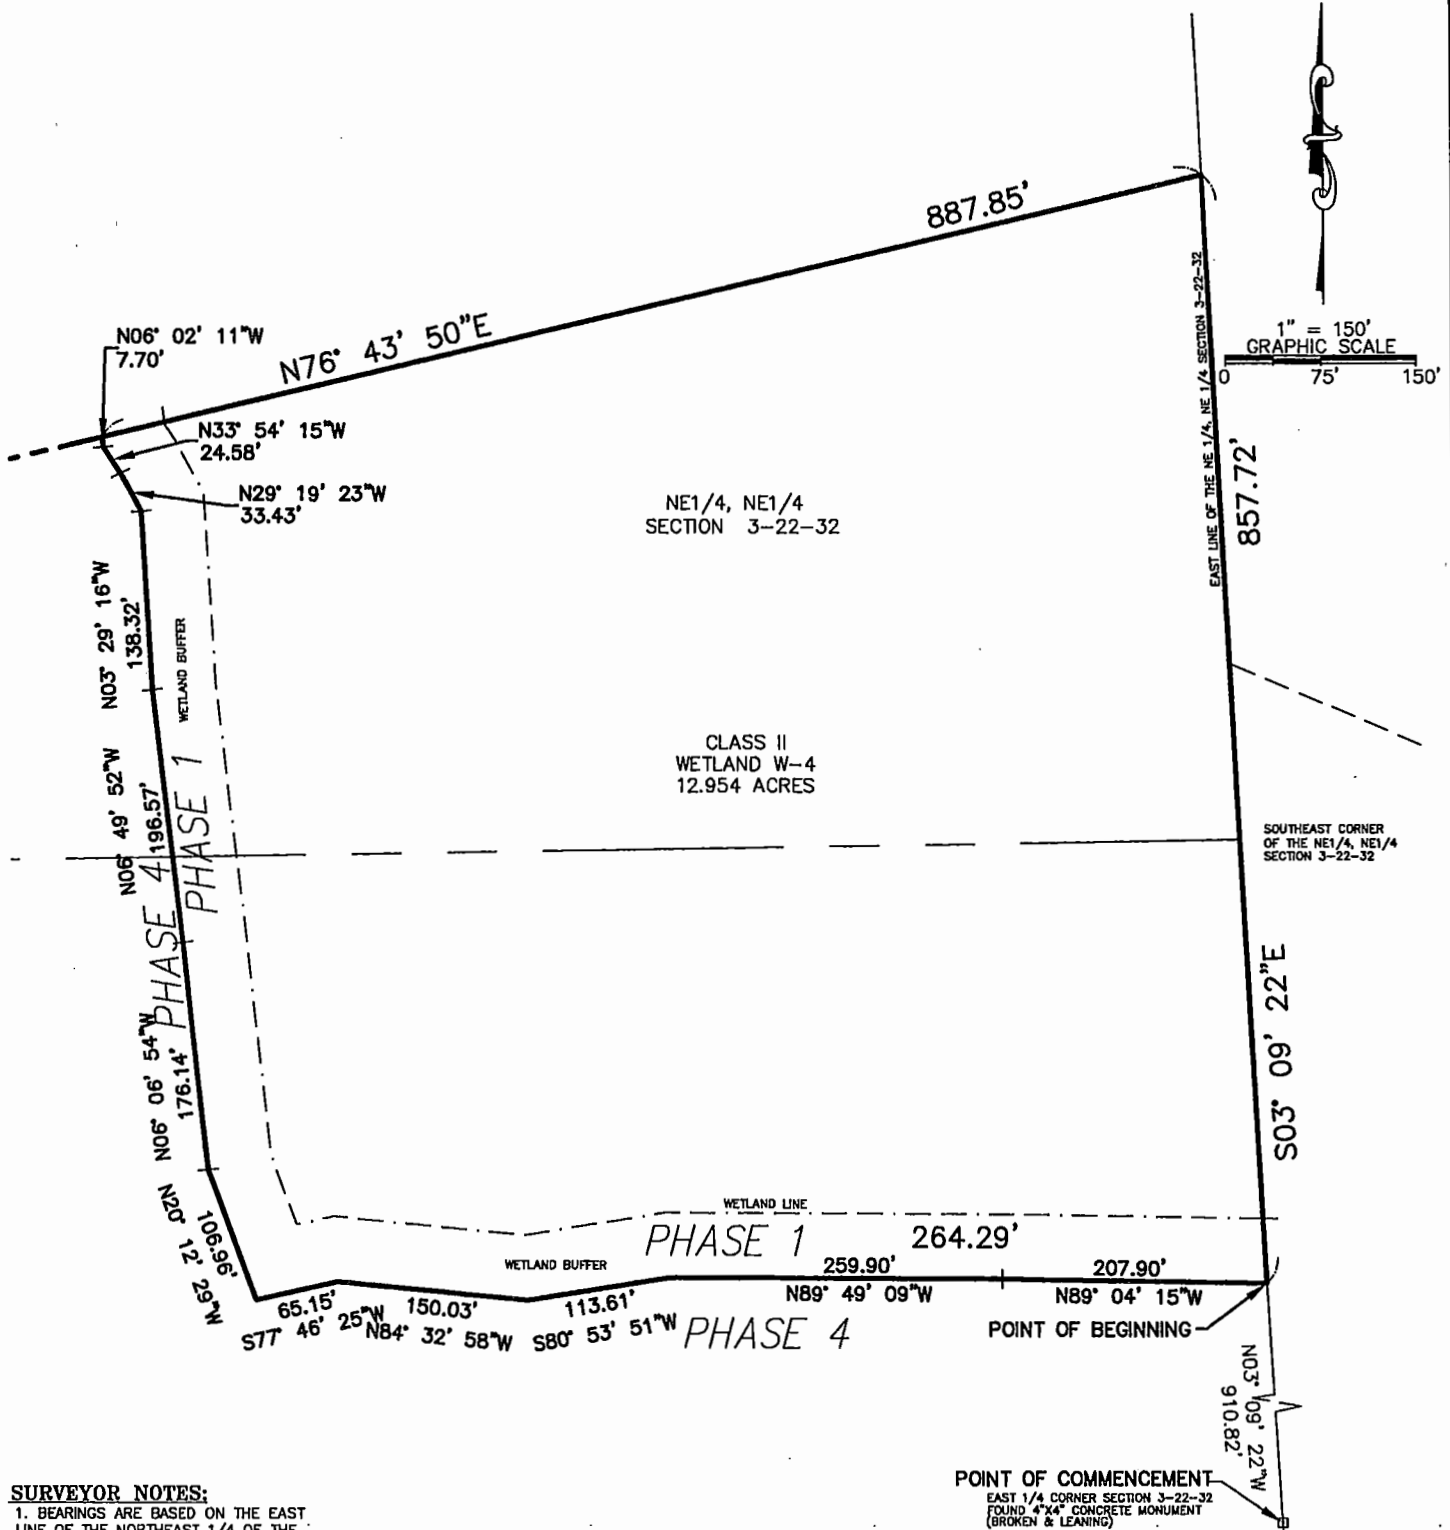 887.85'
N76° 43' 50"E
N06° 02' 11"W
7.70'
1" = 150'
GRAPHIC SCALE
0 75' 150'
EAST LINE OF THE NE 1/4, NE 1/4 SECTION 3-22-32
857.72'
N33° 54' 15"W
24.58'
N29° 19' 23"W
33.43'
NE1/4, NE1/4
SECTION 3-22-32
N03° 29' 16"W
138.32'
WETLAND BUFFER
CLASS II
WETLAND W-4
12.954 ACRES
N06° 49' 52"W
196.57'
PHASE 1
PHASE 4
SOUTHEAST CORNER
OF THE NE1/4, NE1/4
SECTION 3-22-32
S03° 09' 22"E
N06° 06' 54"W
176.14'
N20° 12' 29"W
106.96'
WETLAND LINE
PHASE 1 264.29'
WETLAND BUFFER
259.90'
N89° 49' 09"W
207.90'
N89° 04' 15"W
65.15'
S77° 46' 25"W
150.03'
N84° 32' 58"W
113.61'
S80° 53' 51"W
PHASE 4
POINT OF BEGINNING
N03° 09' 22"W
910.82'
POINT OF COMMENCEMENT
EAST 1/4 CORNER SECTION 3-22-32
FOUND 4"X4" CONCRETE MONUMENT
(BROKEN & LEANING)
SURVEYOR NOTES:
1. BEARINGS ARE BASED ON THE EAST
LINE OF THE NORTHEAST 1/4 OF THE